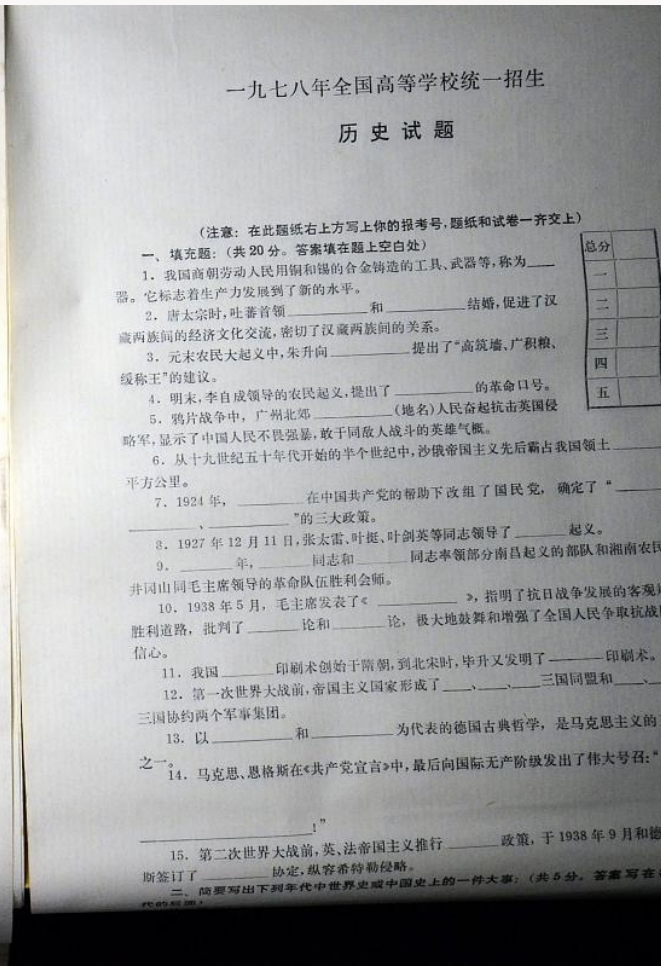 一九七八年全国高等学校统一招生
历史试题
(注意：在此题纸右上方写上你的报考号,题纸和试卷一齐交上)
一、填充题：(共20分。答案填在题上空白处)
总分
一
二
三
四
五
1．我国商朝劳动人民用铜和锡的合金铸造的工具、武器等,称为____
器。它标志着生产力发展到了新的水平。
2．唐太宗时,吐蕃首领________和________结婚,促进了汉
藏两族间的经济文化交流,密切了汉藏两族间的关系。
3．元末农民大起义中,朱升向________提出了“高筑墙、广积粮、
缓称王”的建议。
4．明末,李自成领导的农民起义,提出了________的革命口号。
5．鸦片战争中，广州北郊________(地名)人民奋起抗击英国侵
略军,显示了中国人民不畏强暴,敢于同敌人战斗的英雄气概。
6．从十九世纪五十年代开始的半个世纪中,沙俄帝国主义先后霸占我国领土______
平方公里。
7．1924年，______在中国共产党的帮助下改组了国民党，确定了“______
______、________”的三大政策。
8．1927年12月11日,张太雷、叶挺、叶剑英等同志领导了______起义。
9．______年,______同志和______同志率领部分南昌起义的部队和湘南农民
井冈山同毛主席领导的革命队伍胜利会师。
10．1938年5月，毛主席发表了《________》，指明了抗日战争发展的客观
胜利道路，批判了______论和______论，极大地鼓舞和增强了全国人民争取抗战
信心。
11．我国______印刷术创始于隋朝,到北宋时,毕升又发明了______印刷术。
12．第一次世界大战前,帝国主义国家形成了____、____、____三国同盟和____、__
三国协约两个军事集团。
13．以________和________为代表的德国古典哲学，是马克思主义的
之一。
14．马克思、恩格斯在《共产党宣言》中,最后向国际无产阶级发出了伟大号召：“
________________！”
15．第二次世界大战前,英、法帝国主义推行______政策，于1938年9月和德
斯签订了________协定,纵容希特勒侵略。
二、简要写出下列年代中世界史或中国史上的一件大事：(共5分。答案写在